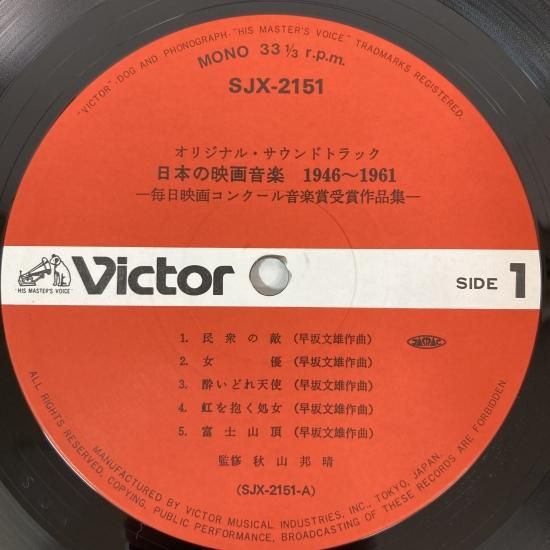 "VICTOR"-DOG AND PHONOGRAPH-"HIS MASTER'S VOICE" TRADMARKS REGISTERED.
MONO 33 1/3 r.p.m.
SJX-2151
オリジナル・サウンドトラック
日本の映画音楽 1946〜1961
―毎日映画コンクール音楽賞受賞作品集―
"HIS MASTER'S VOICE"
Victor
SIDE 1
1. 民衆の敵 (早坂文雄作曲)
2. 女優 (早坂文雄作曲)
3. 酔いどれ天使 (早坂文雄作曲)
4. 虹を抱く処女 (早坂文雄作曲)
5. 富士山頂 (早坂文雄作曲)
JASRAC
監修 秋山邦晴
(SJX-2151-A)
MANUFACTURED BY VICTOR MUSICAL INDUSTRIES, INC., TOKYO, JAPAN.
ALL RIGHTS RESERVED. COPYING, PUBLIC PERFORMANCE, BROADCASTING OF THESE RECORDS ARE FORBIDDEN.